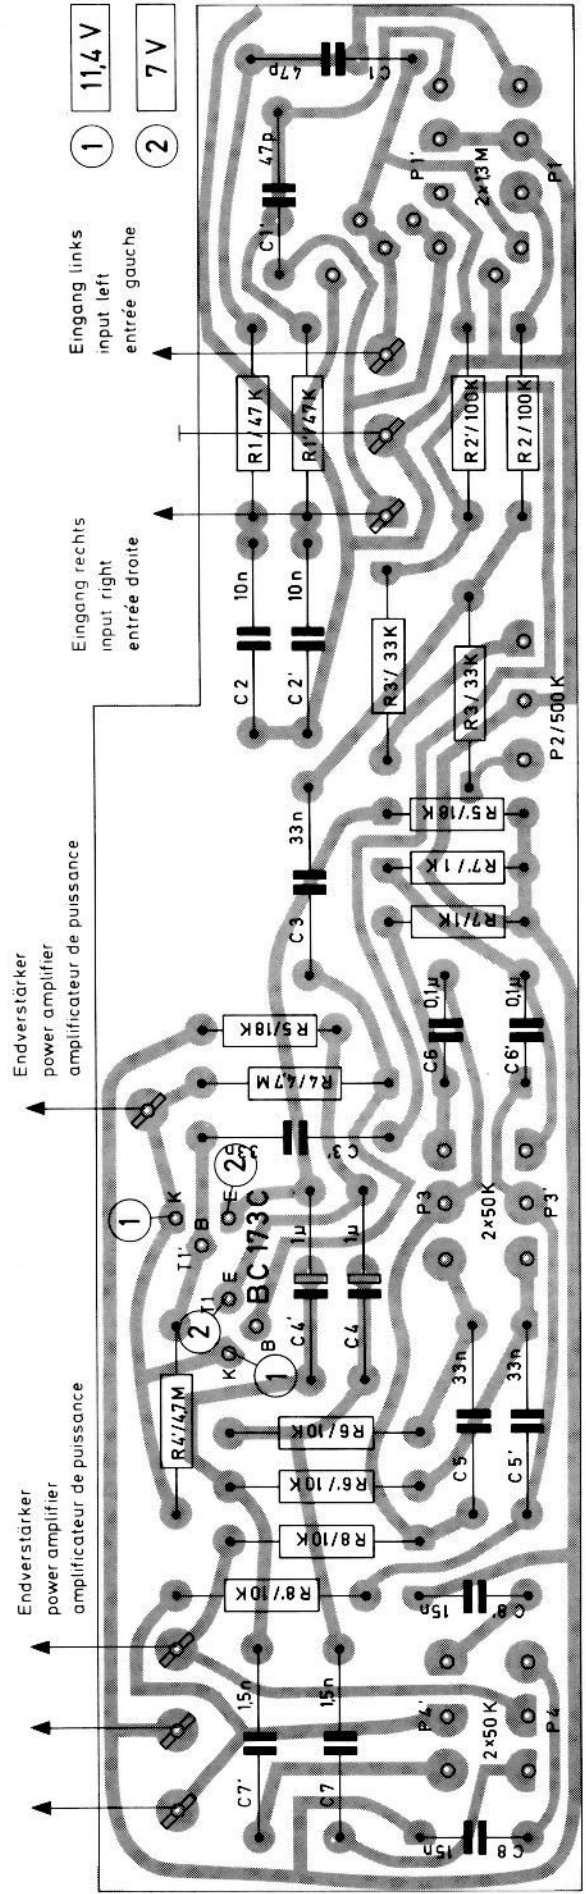 1
11,4 V
2
7 V
Eingang links
input left
entrée gauche
Eingang rechts
input right
entrée droite
Endverstärker
power amplifier
amplificateur de puissance
Endverstärker
power amplifier
amplificateur de puissance
47p
C1
47p
C1'
P1'
2x1,3M
P1
R1/47K
R1'/47K
R2'/100K
R2/100K
10n
C2
10n
C2'
R3'/33K
R3/33K
P2/500K
33n
C3
R5'/18K
R7'/1K
R7/1K
R5/18K
R4/4,7M
C3'
C6
0,1µ
C6'
0,1µ
1
K
T1'
B
E
2
T1
E
2
BC173C
B
K
1
1µ
C4'
1µ
C4
P3
2x50K
P3'
R4'/4,7M
R6/10K
R6'/10K
R8/10K
R8'/10K
33n
C5
33n
C5'
15n
C8'
1,5n
C7'
1,5n
C7
P4'
2x50K
P4
15n
C8